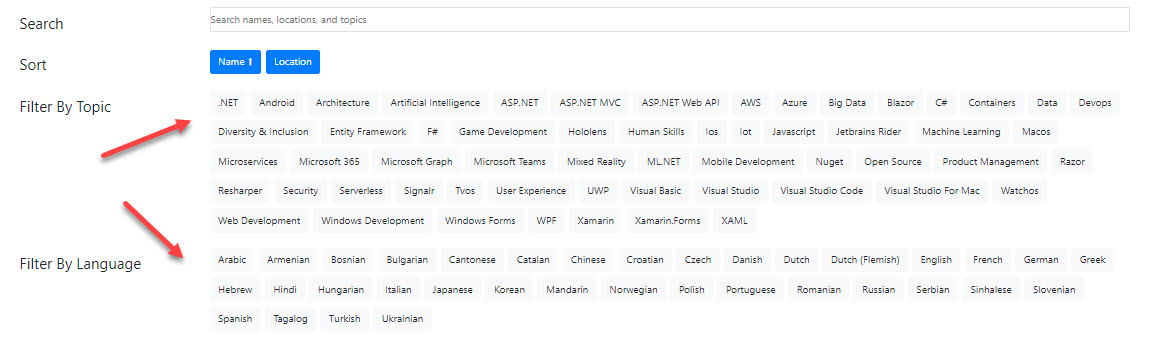 Search Search names, locations, and topics
Sort Name ⬆ Location
Filter By Topic .NET Android Architecture Artificial Intelligence ASP.NET ASP.NET MVC ASP.NET Web API AWS Azure Big Data Blazor C# Containers Data Devops
Diversity & Inclusion Entity Framework F# Game Development Hololens Human Skills Ios Iot Javascript Jetbrains Rider Machine Learning Macos
Microservices Microsoft 365 Microsoft Graph Microsoft Teams Mixed Reality ML.NET Mobile Development Nuget Open Source Product Management Razor
Resharper Security Serverless Signalr Tvos User Experience UWP Visual Basic Visual Studio Visual Studio Code Visual Studio For Mac Watchos
Web Development Windows Development Windows Forms WPF Xamarin Xamarin.Forms XAML
Filter By Language Arabic Armenian Bosnian Bulgarian Cantonese Catalan Chinese Croatian Czech Danish Dutch Dutch (Flemish) English French German Greek
Hebrew Hindi Hungarian Italian Japanese Korean Mandarin Norwegian Polish Portuguese Romanian Russian Serbian Sinhalese Slovenian
Spanish Tagalog Turkish Ukrainian